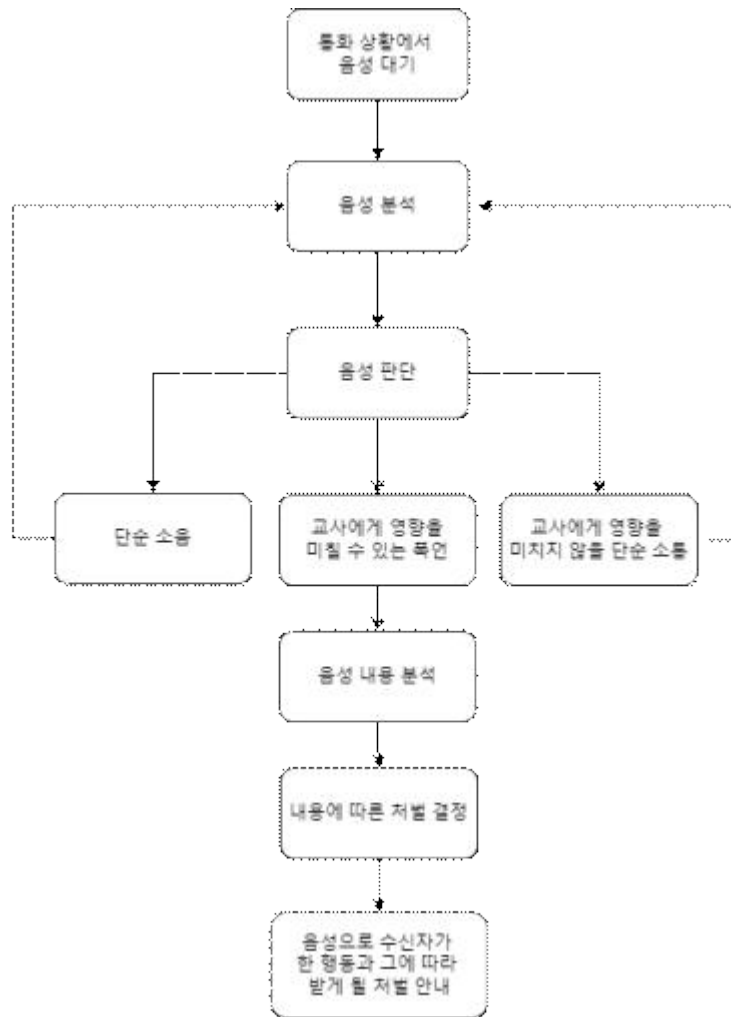 통화 상황에서
음성 대기
음성 분석
음성 판단
단순 소음
교사에게 영향을
미칠 수 있는 폭언
교사에게 영향을
미치지 않을 단순 소통
음성 내용 분석
내용에 따른 처벌 결정
음성으로 수신자가
한 행동과 그에 따라
받게 될 처벌 안내